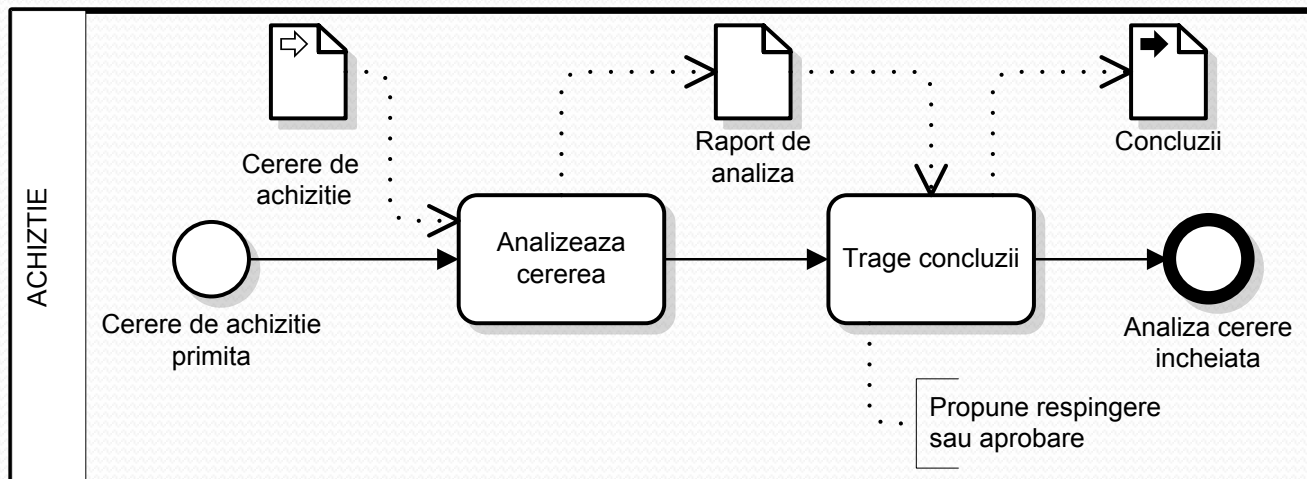 ACHIZTIE
Cerere de
achizitie
Raport de
analiza
Concluzii
Cerere de achizitie
primita
Analizeaza
cererea
Trage concluzii
Analiza cerere
incheiata
Propune respingere
sau aprobare